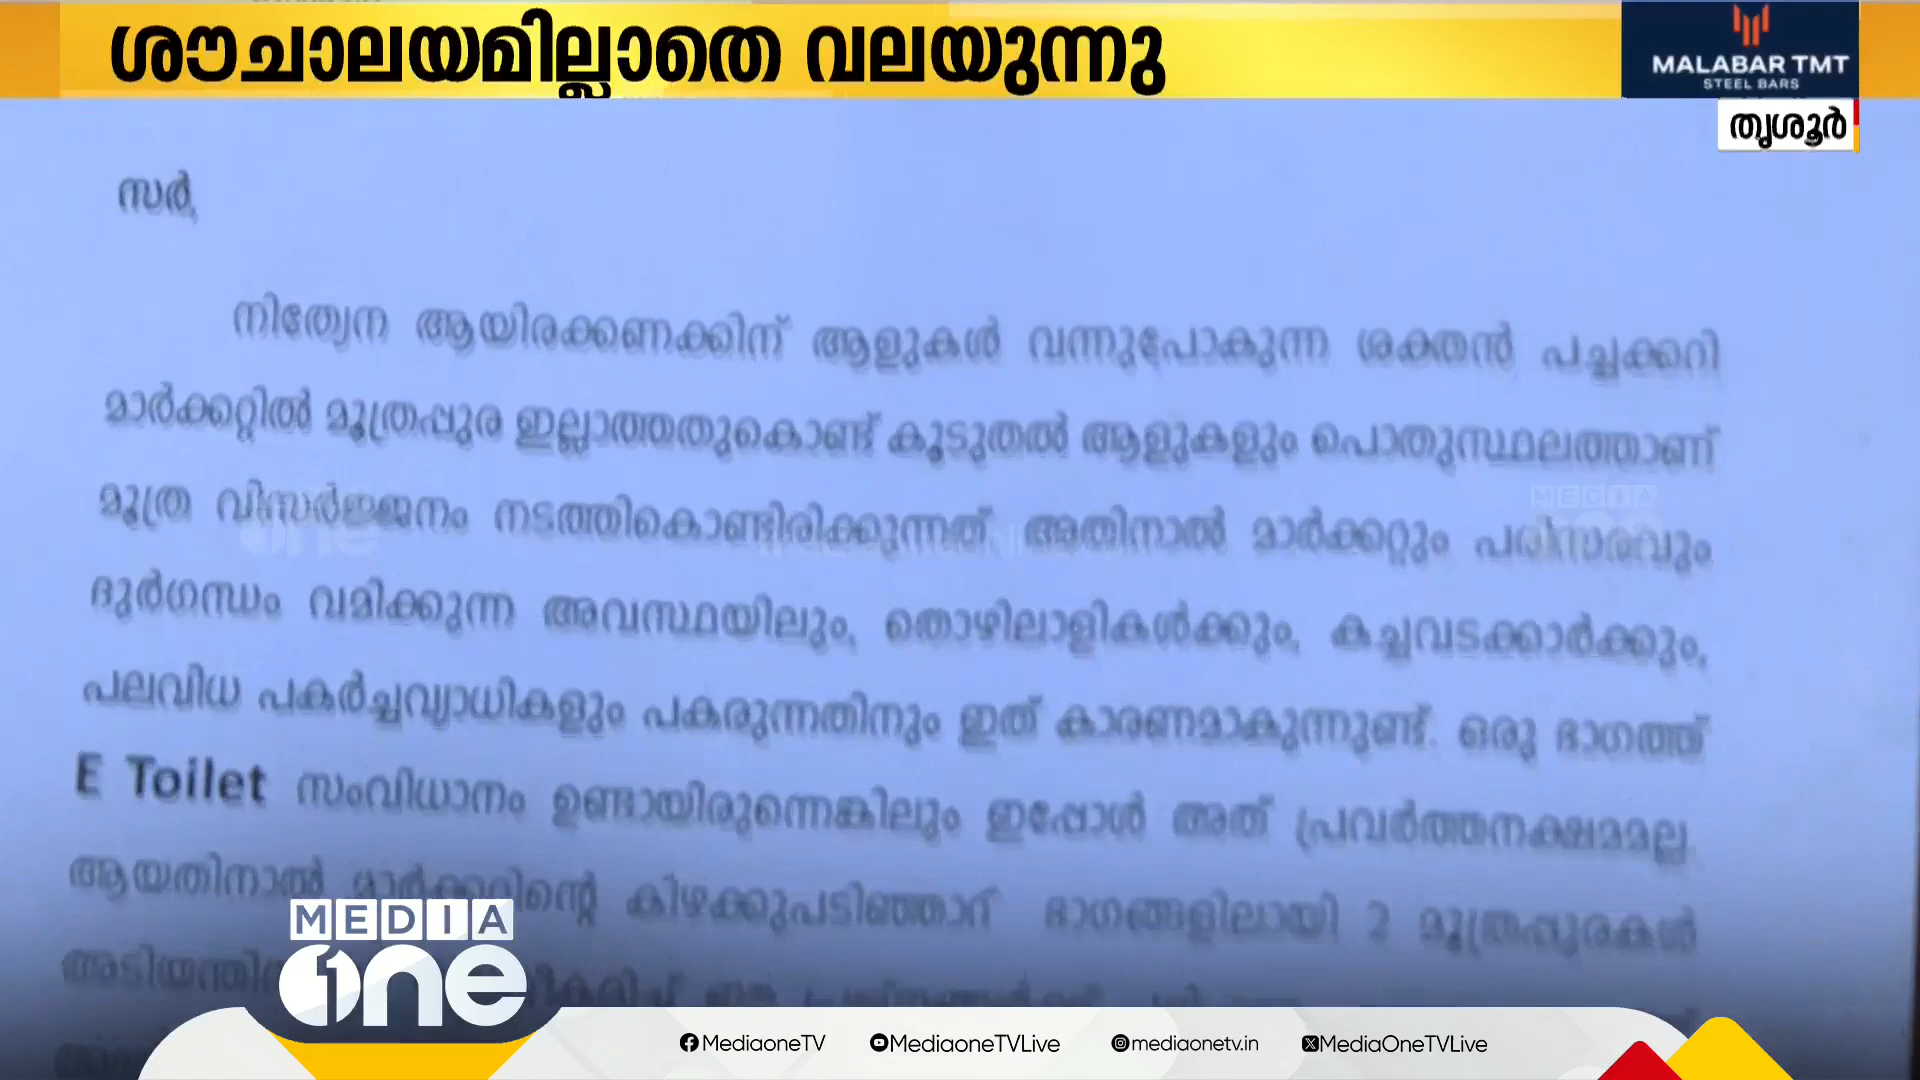 ശൗചാലയമില്ലാതെ വലയുന്നു
MALABAR TMT
STEEL BARS
തൃശൂർ
സർ,
നിത്യേന ആയിരക്കണക്കിന് ആളുകൾ വന്നുപോകുന്ന ശക്തൻ പച്ചക്കറി
മാർക്കറ്റിൽ മൂത്രപ്പുര ഇല്ലാത്തതുകൊണ്ട് കൂടുതൽ ആളുകളും പൊതുസ്ഥലത്താണ്
മൂത്ര വിസർജ്ജനം നടത്തികൊണ്ടിരിക്കുന്നത്. അതിനാൽ മാർക്കറ്റും പരിസരവും
ദുർഗന്ധം വമിക്കുന്ന അവസ്ഥയിലും, തൊഴിലാളികൾക്കും, കച്ചവടക്കാർക്കും,
പലവിധ പകർച്ചവ്യാധികളും പകരുന്നതിനും ഇത് കാരണമാകുന്നുണ്ട്. ഒരു ഭാഗത്ത്
E Toilet സംവിധാനം ഉണ്ടായിരുന്നെങ്കിലും ഇപ്പോൾ അത് പ്രവർത്തനക്ഷമമല്ല
ആയതിനാൽ മാർക്കറ്റിന്റെ കിഴക്കുപടിഞ്ഞാറ് ഭാഗങ്ങളിലായി 2 മൂത്രപ്പുരകൾ
MEDIA
one
MediaoneTV
MediaoneTVLive
mediaonetv.in
MediaOneTVLive